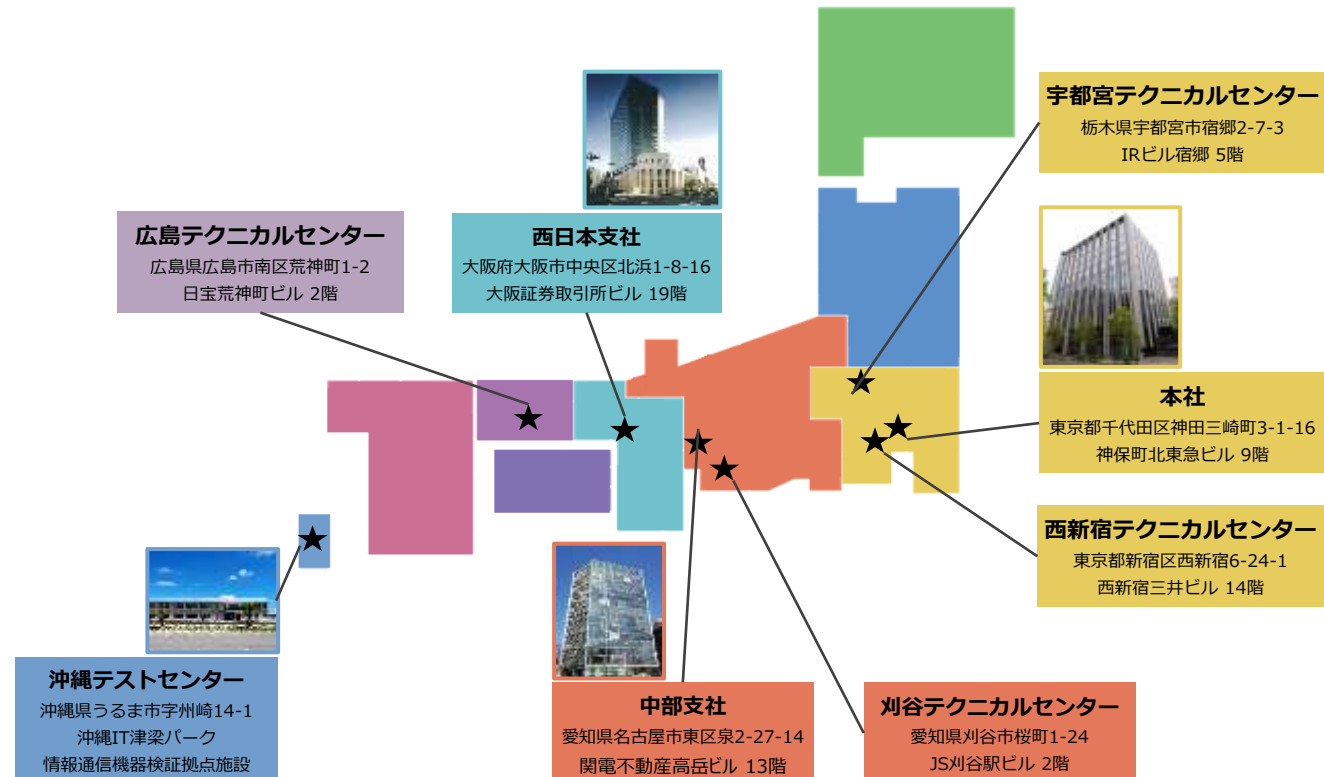 宇都宮テクニカルセンター
栃木県宇都宮市宿郷2-7-3
IRビル宿郷 5階
広島テクニカルセンター
広島県広島市南区荒神町1-2
日宝荒神町ビル 2階
西日本支社
大阪府大阪市中央区北浜1-8-16
大阪証券取引所ビル 19階
本社
東京都千代田区神田三崎町3-1-16
神保町北東急ビル 9階
西新宿テクニカルセンター
東京都新宿区西新宿6-24-1
西新宿三井ビル 14階
沖縄テストセンター
沖縄県うるま市字州崎14-1
沖縄IT津梁パーク
情報通信機器検証拠点施設
中部支社
愛知県名古屋市東区泉2-27-14
関電不動産高岳ビル 13階
刈谷テクニカルセンター
愛知県刈谷市桜町1-24
JS刈谷駅ビル 2階